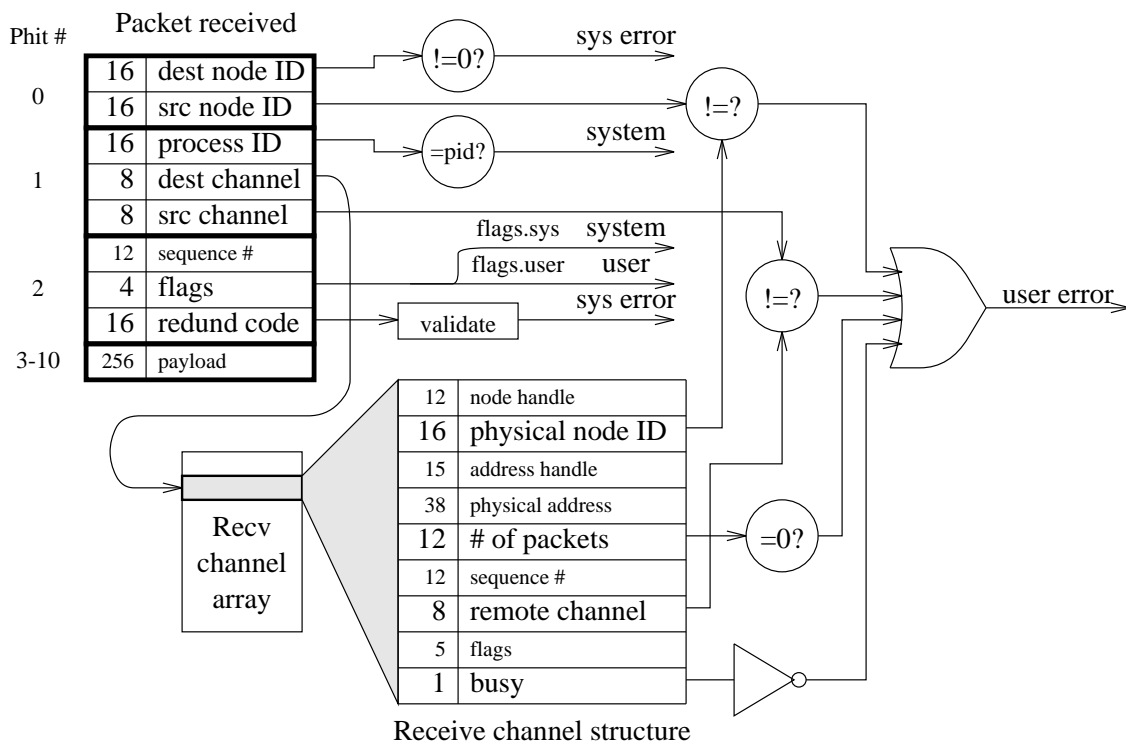 Phit #
Packet received
0
16 dest node ID
16 src node ID
1
16 process ID
8 dest channel
8 src channel
2
12 sequence #
4 flags
16 redund code
3-10
256 payload
!=0?
sys error
!=?
=pid?
system
flags.sys system
flags.user user
validate
sys error
!=?
user error
12 node handle
16 physical node ID
15 address handle
38 physical address
12 # of packets
12 sequence #
8 remote channel
5 flags
1 busy
=0?
Recv
channel
array
Receive channel structure